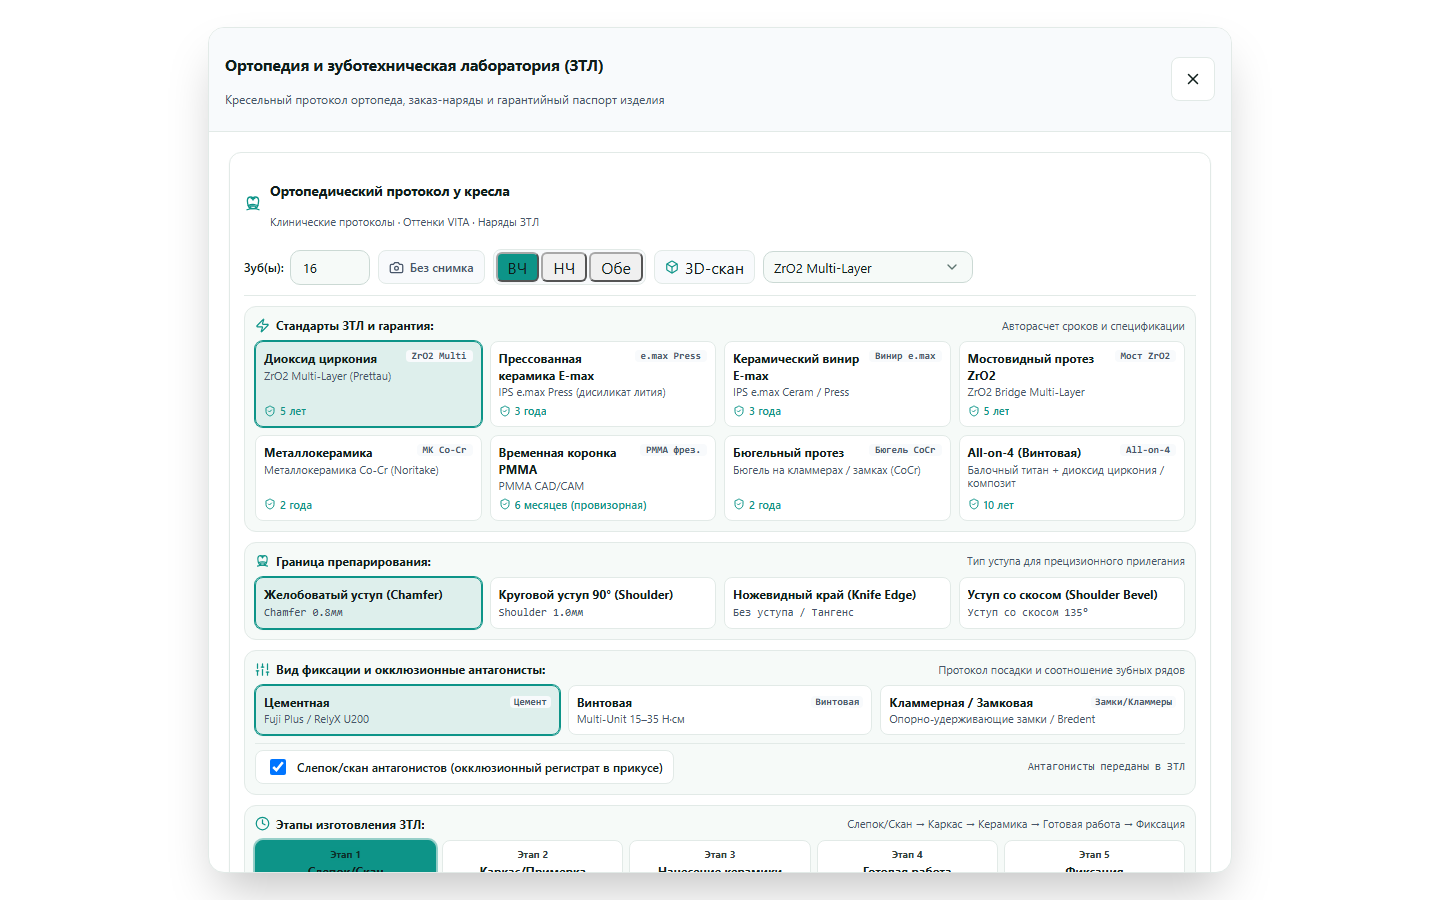 Ортопедия и зуботехническая лаборатория (ЗТЛ)
Кресельный протокол ортопеда, заказ-наряды и гарантийный паспорт изделия
Ортопедический протокол у кресла
Клинические протоколы · Оттенки VITA · Наряды ЗТЛ
Зуб(ы): 16 Без снимка ВЧ НЧ Обе 3D-скан ZrO2 Multi-Layer
Стандарты ЗТЛ и гарантия: Авторасчет сроков и спецификации
Диоксид циркония ZrO2 Multi
ZrO2 Multi-Layer (Prettau)
5 лет
Прессованная керамика E-max e.max Press
IPS e.max Press (дисиликат лития)
3 года
Керамический винир E-max Винир e.max
IPS e.max Ceram / Press
3 года
Мостовидный протез ZrO2 Мост ZrO2
ZrO2 Bridge Multi-Layer
5 лет
Металлокерамика МК Co-Cr
Металлокерамика Co-Cr (Noritake)
2 года
Временная коронка PMMA PMMA фрез.
PMMA CAD/CAM
6 месяцев (провизорная)
Бюгельный протез Бюгель CoCr
Бюгель на кламмерах / замках (CoCr)
2 года
All-on-4 (Винтовая) All-on-4
Балочный титан + диоксид циркония /
композит
10 лет
Граница препарирования: Тип уступа для прецизионного прилегания
Желобоватый уступ (Chamfer)
Chamfer 0.8мм
Круговой уступ 90° (Shoulder)
Shoulder 1.0мм
Ножевидный край (Knife Edge)
Без уступа / Тангенс
Уступ со скосом (Shoulder Bevel)
Уступ со скосом 135°
Вид фиксации и окклюзионные антагонисты: Протокол посадки и соотношение зубных рядов
Цементная Цемент
Fuji Plus / RelyX U200
Винтовая Винтовая
Multi-Unit 15–35 Н·см
Кламмерная / Замковая Замки/Кламмеры
Опорно-удерживающие замки / Bredent
Слепок/скан антагонистов (окклюзионный регистрат в прикусе) Антагонисты переданы в ЗТЛ
Этапы изготовления ЗТЛ: Слепок/Скан → Каркас → Керамика → Готовая работа → Фиксация
Этап 1
Слепок/Скан
Этап 2
Каркас/Примерка
Этап 3
Нанесение керамики
Этап 4
Готовая работа
Этап 5
Фиксация